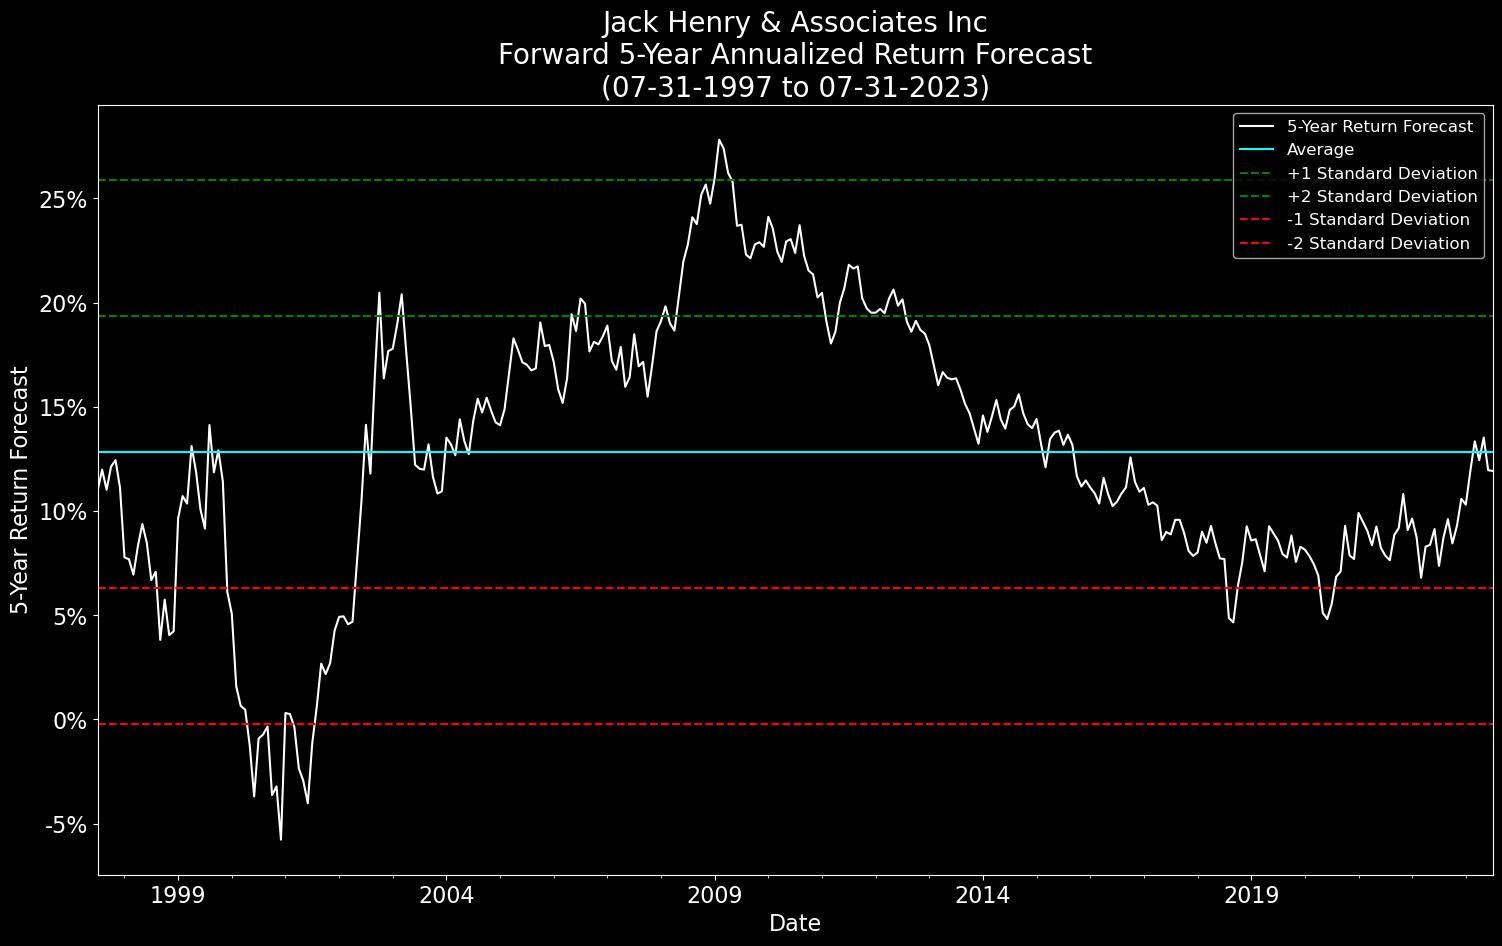 Jack Henry & Associates Inc
Forward 5-Year Annualized Return Forecast
(07-31-1997 to 07-31-2023)
5-Year Return Forecast
Average
+1 Standard Deviation
+2 Standard Deviation
-1 Standard Deviation
-2 Standard Deviation
25%
20%
15%
10%
5%
0%
-5%
5-Year Return Forecast
1999
2004
2009
2014
2019
Date